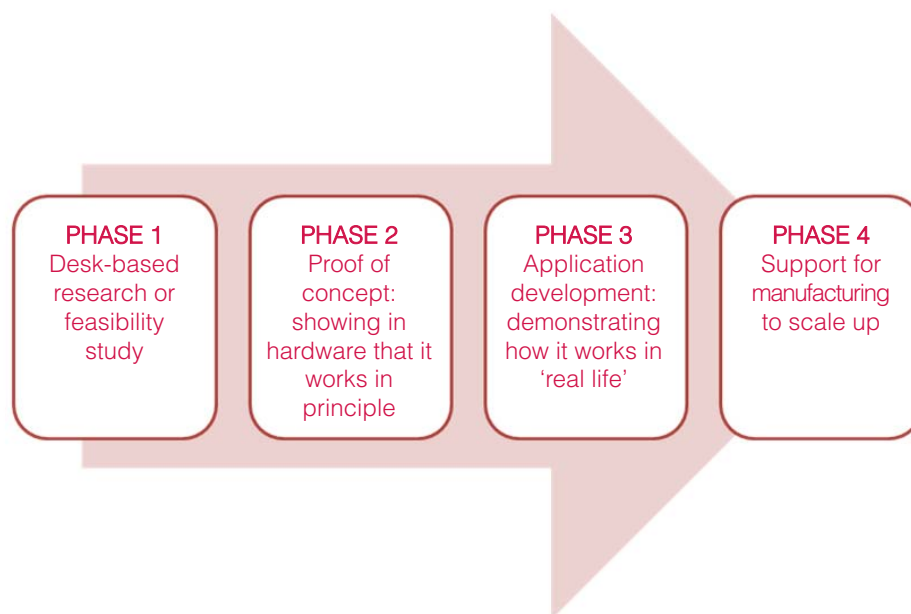 PHASE 1
Desk-based
research or
feasibility
study
PHASE 2
Proof of
concept:
showing in
hardware that it
works in
principle
PHASE 3
Application
development:
demonstrating
how it works in
‘real life’
PHASE 4
Support for
manufacturing
to scale up